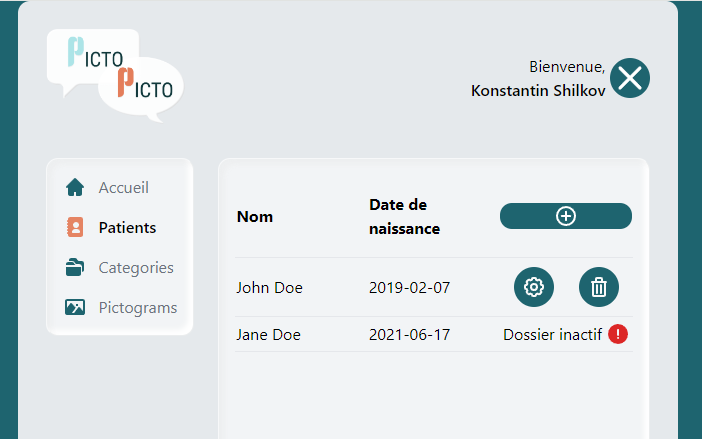 PICTO
PICTO
Bienvenue,
Konstantin Shilkov
Accueil
Patients
Categories
Pictograms
Nom
Date de
naissance
John Doe
2019-02-07
Jane Doe
2021-06-17
Dossier inactif